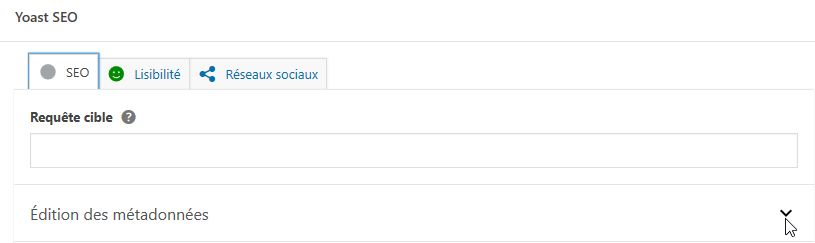 Yoast SEO
SEO Lisibilité Réseaux sociaux
Requête cible ?
Édition des métadonnées